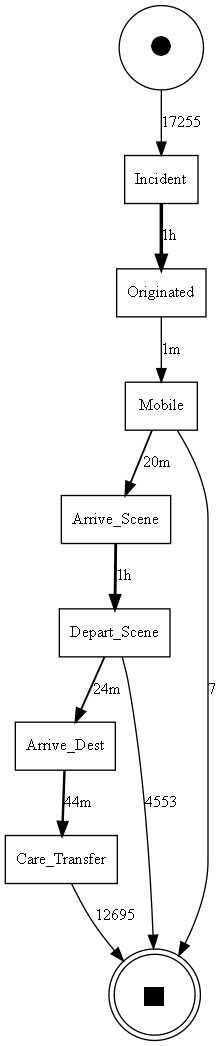 17255
Incident
1h
Originated
1m
Mobile
20m
Arrive_Scene
1h
Depart_Scene
7
24m
Arrive_Dest
44m
4553
Care_Transfer
12695